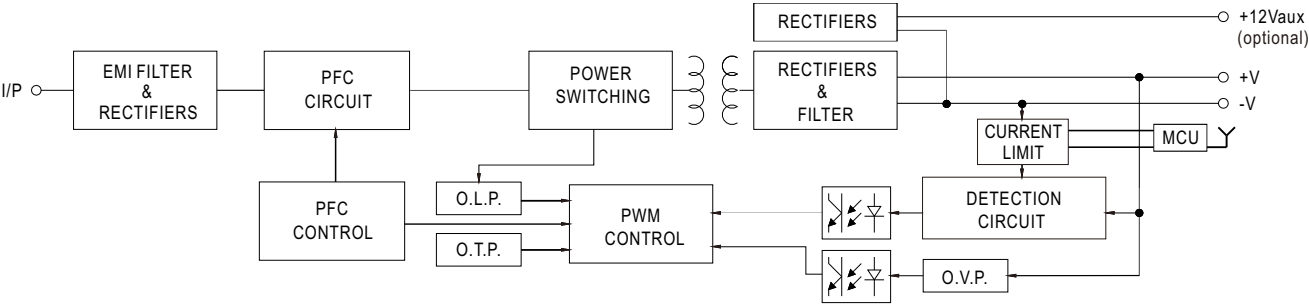 RECTIFIERS
+12Vaux
(optional)
I/P
EMI FILTER
&
RECTIFIERS
PFC
CIRCUIT
POWER
SWITCHING
RECTIFIERS
&
FILTER
+V
-V
CURRENT
LIMIT
MCU
PFC
CONTROL
O.L.P.
O.T.P.
PWM
CONTROL
DETECTION
CIRCUIT
O.V.P.